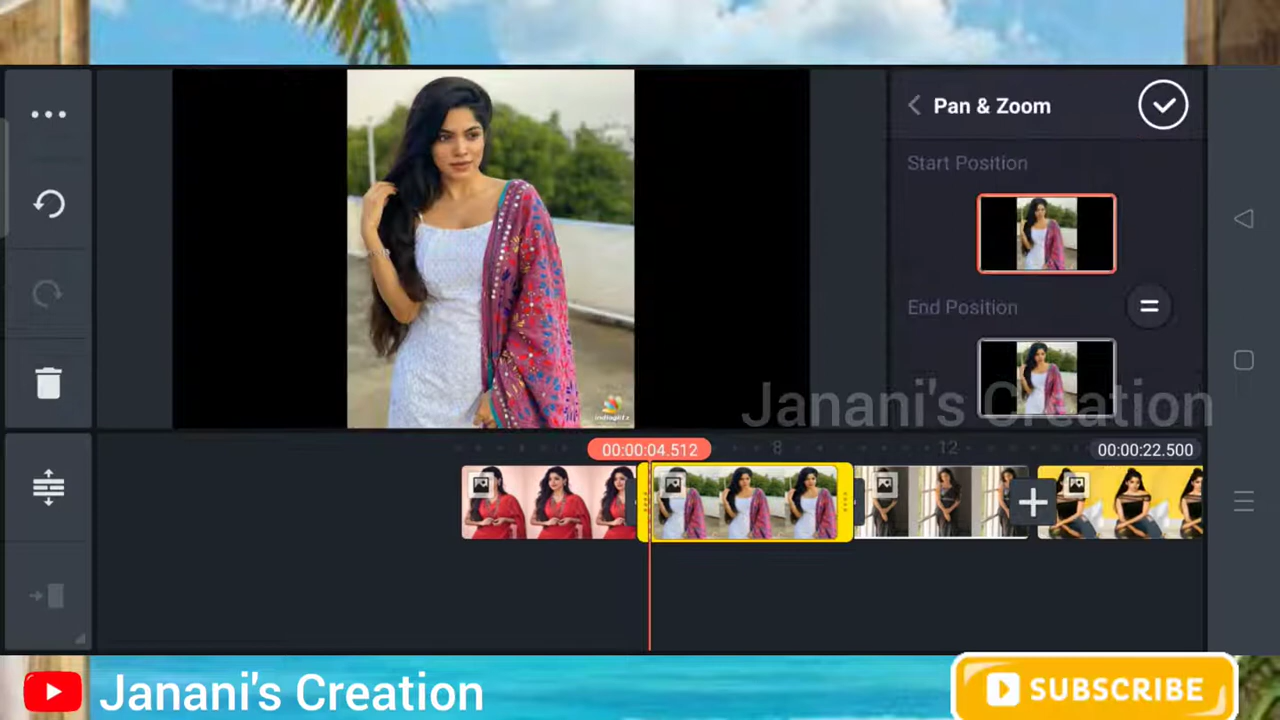 Pan & Zoom
Start Position
End Position
Janani's Creation
indiaglitz
00:00:04.512
8
12
00:00:22.500
Janani's Creation
SUBSCRIBE